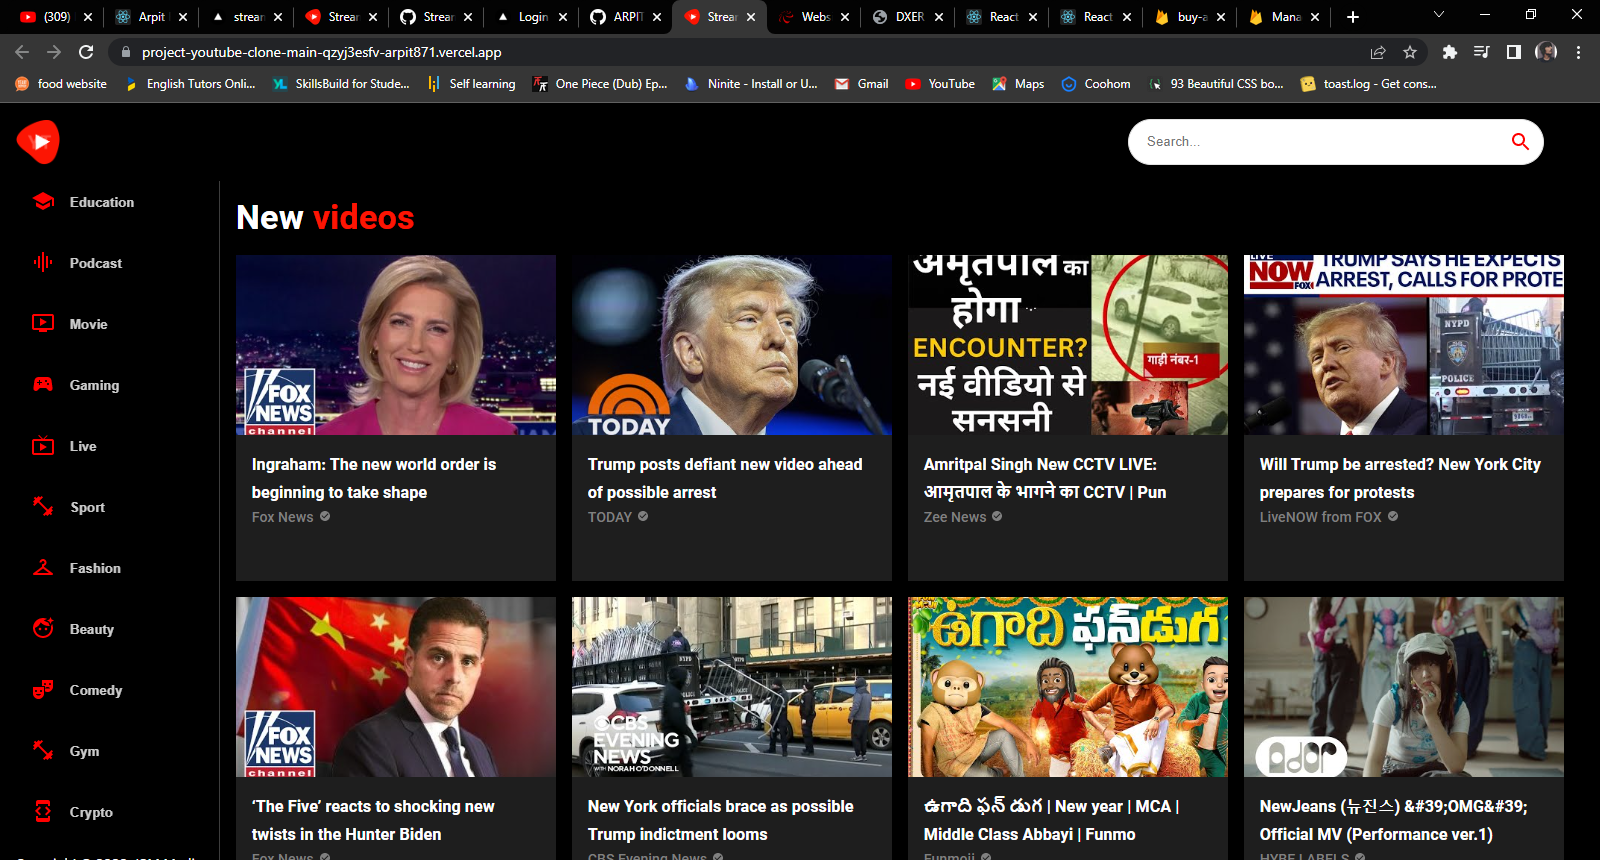 (309)
Arpit
stream
Stream
Stream
Login
ARPIT
Stream
Webs
DXER
React
React
buy-a
Mana
project-youtube-clone-main-qzyj3esfv-arpit871.vercel.app
food website
English Tutors Onli...
SkillsBuild for Stude...
Self learning
One Piece (Dub) Ep...
Ninite - Install or U...
Gmail
YouTube
Maps
Coohom
93 Beautiful CSS bo...
toast.log - Get cons...
Search...
Education
Podcast
Movie
Gaming
Live
Sport
Fashion
Beauty
Comedy
Gym
Crypto
New videos
FOX
NEWS
channel
Ingraham: The new world order is
beginning to take shape
Fox News
TODAY
Trump posts defiant new video ahead
of possible arrest
TODAY
अमृतपाल का
होगा
ENCOUNTER?
नई वीडियो से
सनसनी
गाड़ी नंबर-1
Amritpal Singh New CCTV LIVE:
आमृतपाल के भागने का CCTV | Pun
Zee News
LIVE
NOW
FOX
TRUMP SAYS HE EXPECTS
ARREST, CALLS FOR PROTE
NYPD
POLICE
Will Trump be arrested? New York City
prepares for protests
LiveNOW from FOX
FOX
NEWS
channel
‘The Five’ reacts to shocking new
twists in the Hunter Biden
Fox News
CBS
EVENING
NEWS
WITH NORAH O'DONNELL
New York officials brace as possible
Trump indictment looms
CBS Evening News
MCA
ఉగాది ఫన్‌డుగ
ఉగాది ఫన్ డుగ | New year | MCA |
Middle Class Abbayi | Funmo
Funmoji
ador
NewJeans (뉴진스) &#39;OMG&#39;
Official MV (Performance ver.1)
HYBE LABELS